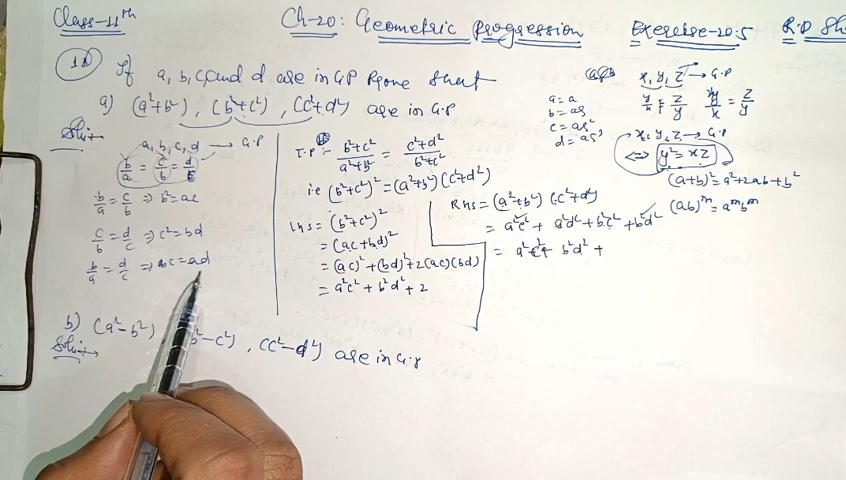 Class-11th Ch-20: Geometric Progression Exercise-20.5 R.D Sha
11) If a, b, c, and d are in G.P Prove that
a) (a²+b²), (b²+c²), (c²+d²) are in G.P
Sol:-
a, b, c, d → G.P
b/a = c/b = d/c
b/a = c/b ⇒ b²=ac
c/b = d/c ⇒ c²=bd
b/a = d/c ⇒ bc=ad
T.P:- (b²+c²)/(a²+b²) = (c²+d²)/(b²+c²)
i.e (b²+c²)² = (a²+b²)(c²+d²)
LHS = (b²+c²)²
= (ac+bd)²
= (ac)²+(bd)²+2(ac)(bd)
= a²c² + b²d² + 2
RHS = (a²+b²) (c²+d²)
= a²c² + a²d² + b²c² + b²d²
= a²c² + b²d² +
a=a
b=ar
c=ar²
d=ar³
x, y, z → G.P
y/x = z/y y/x = z/y
x, y, z → G.P
⇔ y²=xz
(a+b)²=a²+2ab+b²
(ab)ᵐ=aᵐbᵐ
b) (a²-b²) b²-c²), (c²-d²) are in G.P
Sol:-